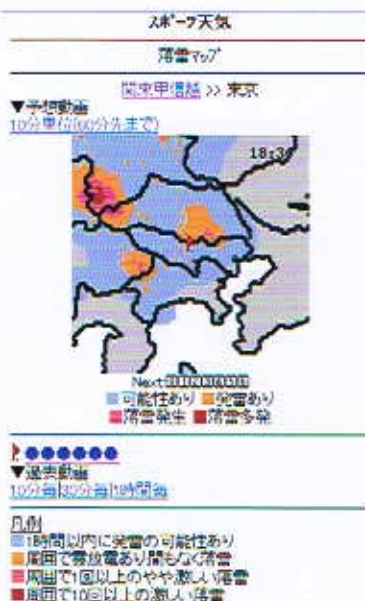 スポーツ天気
落雷マップ
関東甲信越 >> 東京
▼予想動画
10分単位(60分先まで)
18:3
Next
■可能性あり ■発雷あり
■落雷発生 ■落雷多発
▼過去動画
10分毎|30分毎|1時間毎
凡例
■1時間以内に発雷の可能性あり
■周囲で雲放電あり間もなく落雷
■周囲で1回以上のやや激しい落雷
■周囲で10回以上の激しい落雷